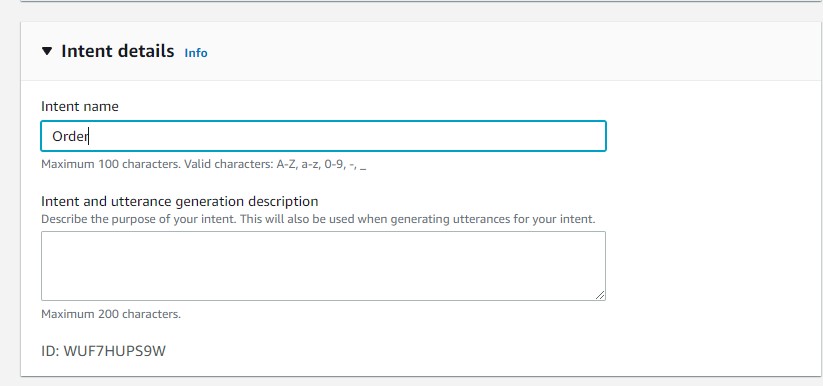 Intent details Info
Intent name
Order
Maximum 100 characters. Valid characters: A-Z, a-z, 0-9, -, _
Intent and utterance generation description
Describe the purpose of your intent. This will also be used when generating utterances for your intent.
Maximum 200 characters.
ID: WUF7HUPS9W